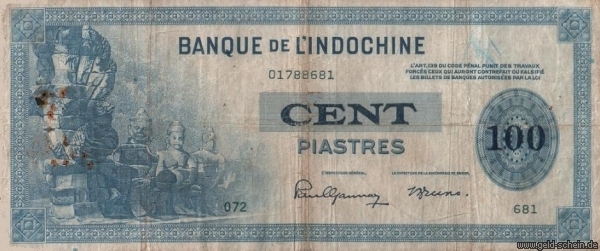 BANQUE DE L'INDOCHINE
01788681
L'ART. 139 DU CODE PÉNAL PUNIT DES TRAVAUX
FORCÉS CEUX QUI AURONT CONTREFAIT OU FALSIFIÉ
LES BILLETS DE BANQUES AUTORISÉES PAR LA LOI
CENT
PIASTRES
100
072
681
www.geld-schein.de